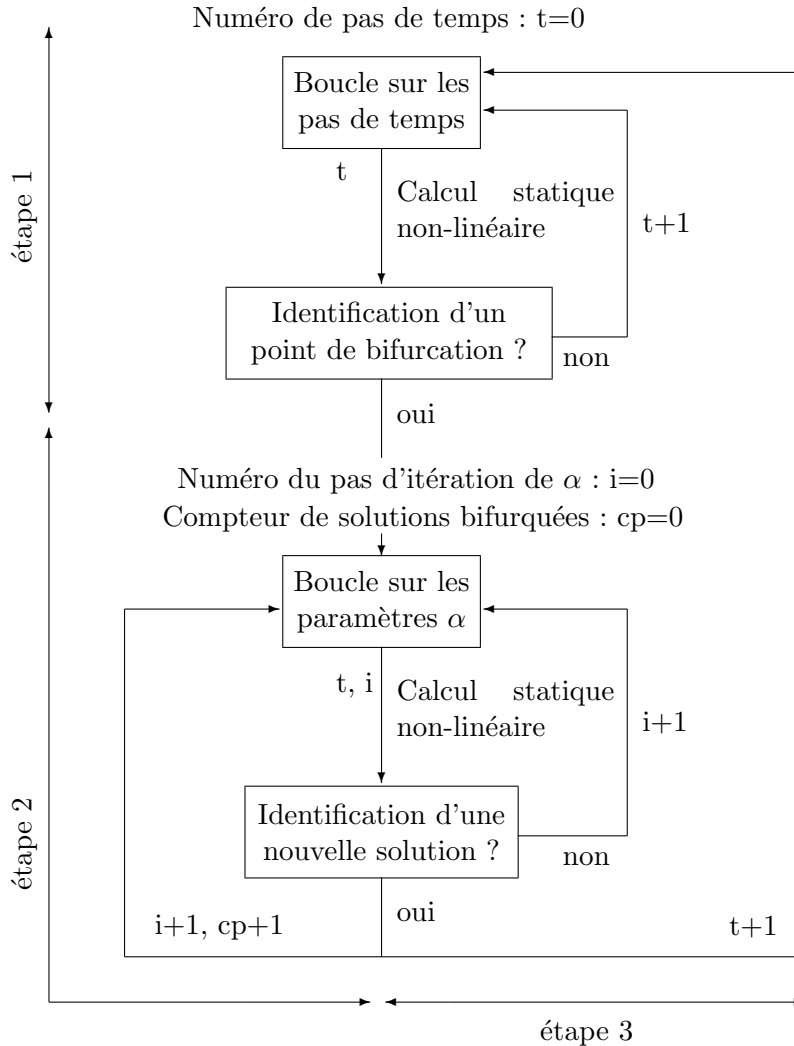 Numéro de pas de temps : t=0
Boucle sur les
pas de temps
t
Calcul statique
non-linéaire
t+1
étape 1
Identification d'un
point de bifurcation ?
non
oui
Numéro du pas d'itération de α : i=0
Compteur de solutions bifurquées : cp=0
Boucle sur les
paramètres α
t, i
Calcul statique
non-linéaire
i+1
étape 2
Identification d'une
nouvelle solution ?
non
oui
i+1, cp+1
t+1
étape 3